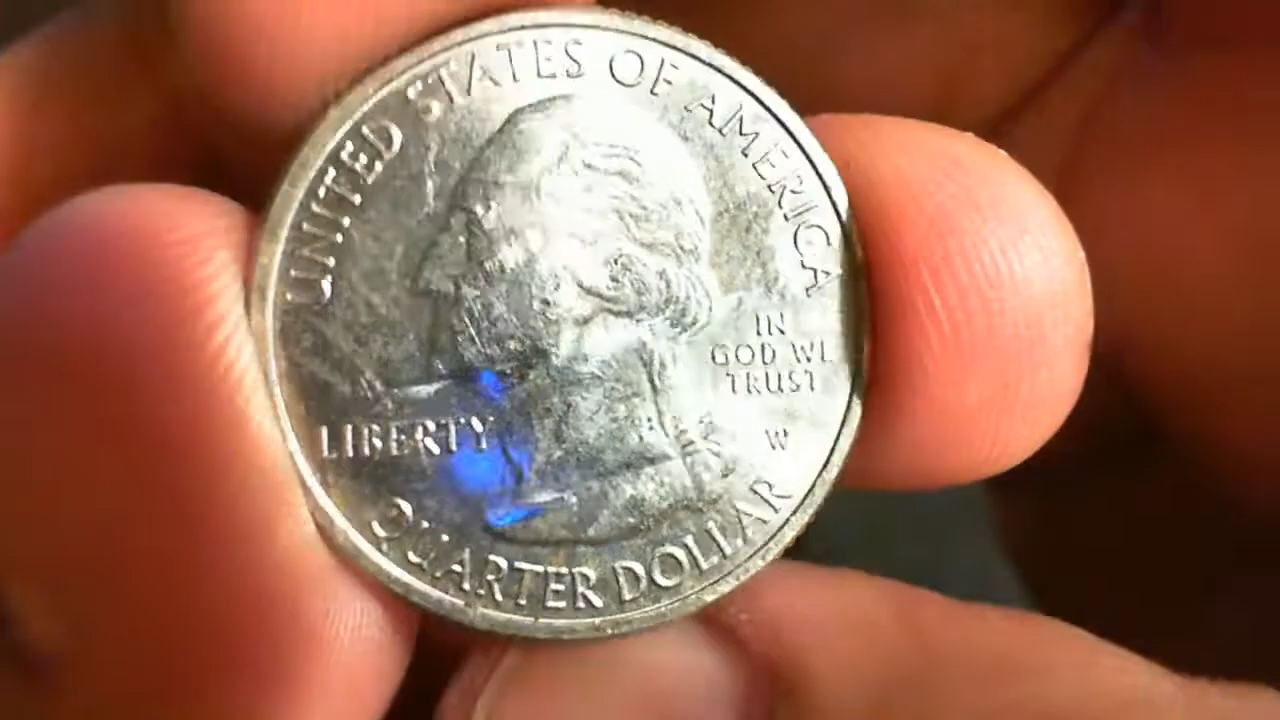 UNITED STATES OF AMERICA
IN
GOD WE
TRUST
LIBERTY
W
QUARTER DOLLAR